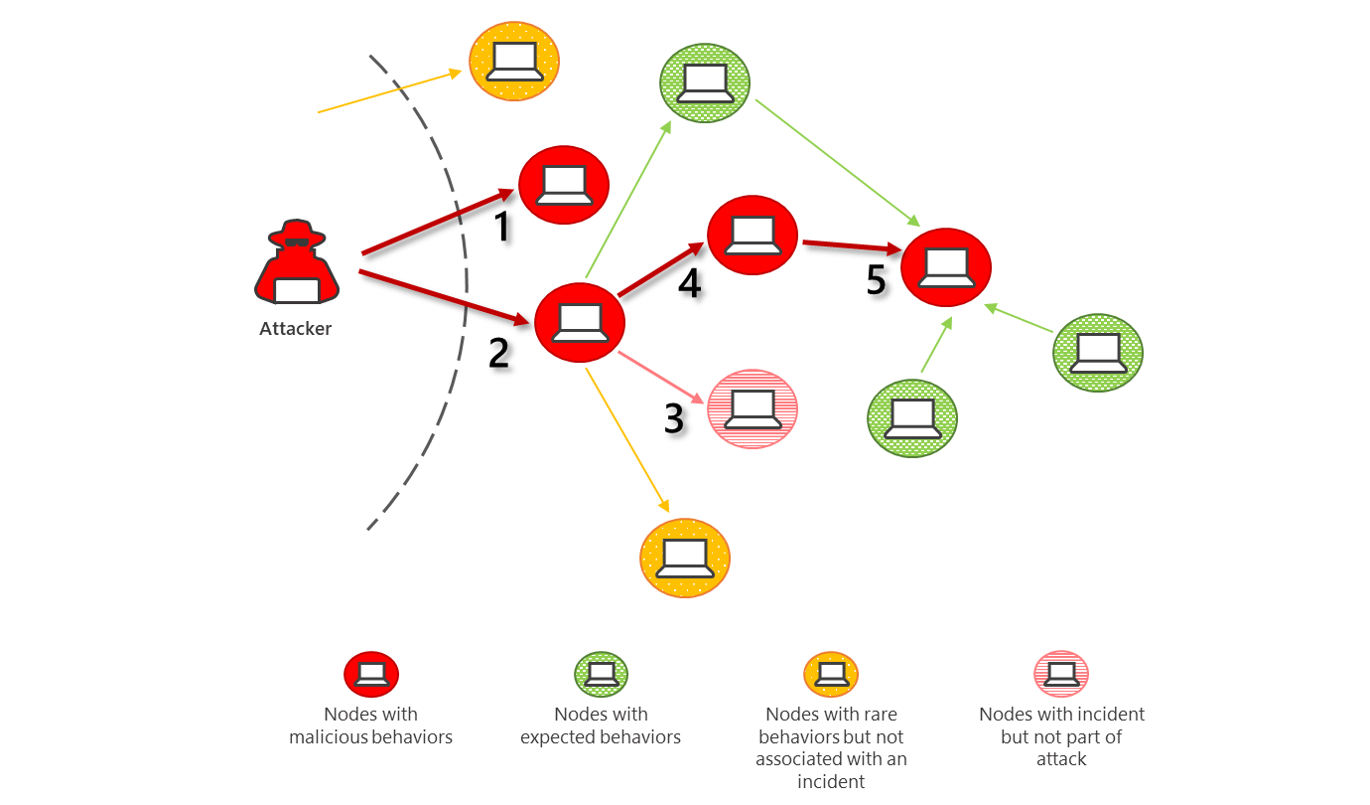 1
4
5
Attacker
2
3
Nodes with
malicious behaviors
Nodes with
expected behaviors
Nodes with rare
behaviors but not
associated with an
incident
Nodes with incident
but not part of
attack